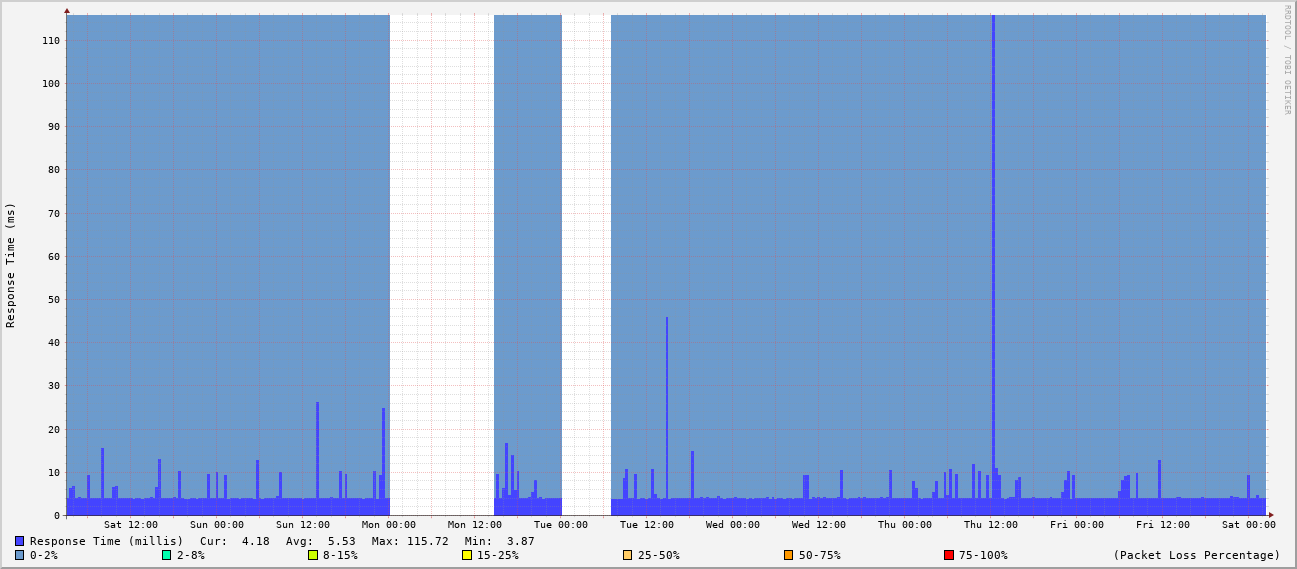 RRDTOOL / TOBI OETIKER
Response Time (ms)
110
100
90
80
70
60
50
40
30
20
10
0
Sat 12:00 Sun 00:00 Sun 12:00 Mon 00:00 Mon 12:00 Tue 00:00 Tue 12:00 Wed 00:00 Wed 12:00 Thu 00:00 Thu 12:00 Fri 00:00 Fri 12:00 Sat 00:00
Response Time (millis) Cur: 4.18 Avg: 5.53 Max: 115.72 Min: 3.87
0-2% 2-8% 8-15% 15-25% 25-50% 50-75% 75-100% (Packet Loss Percentage)